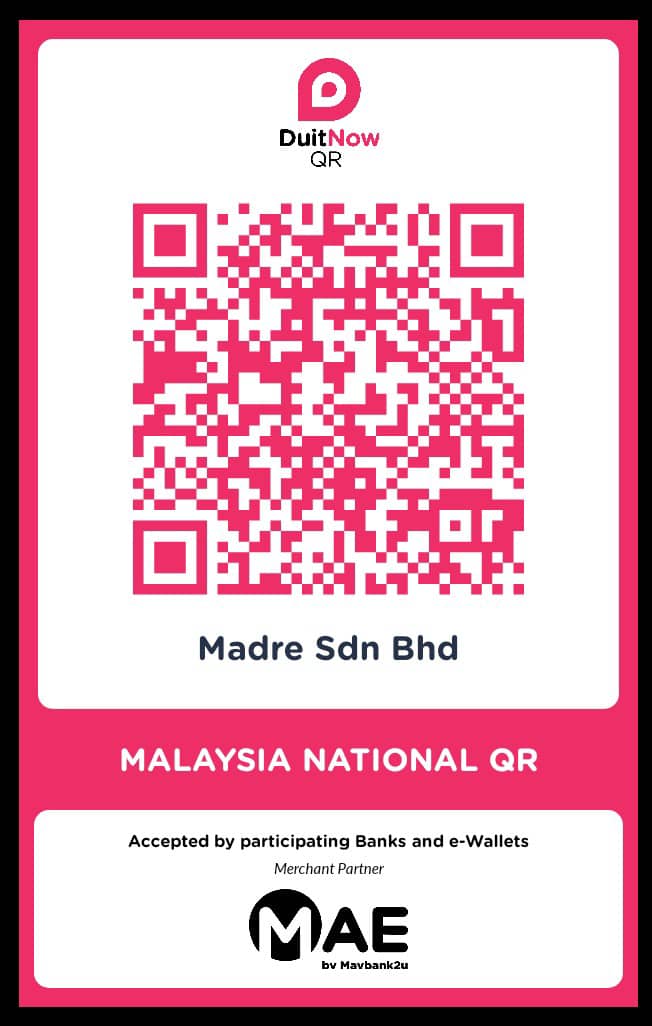 DuitNow
QR
Madre Sdn Bhd
MALAYSIA NATIONAL QR
Accepted by participating Banks and e-Wallets
Merchant Partner
MAE
by Maybank2u